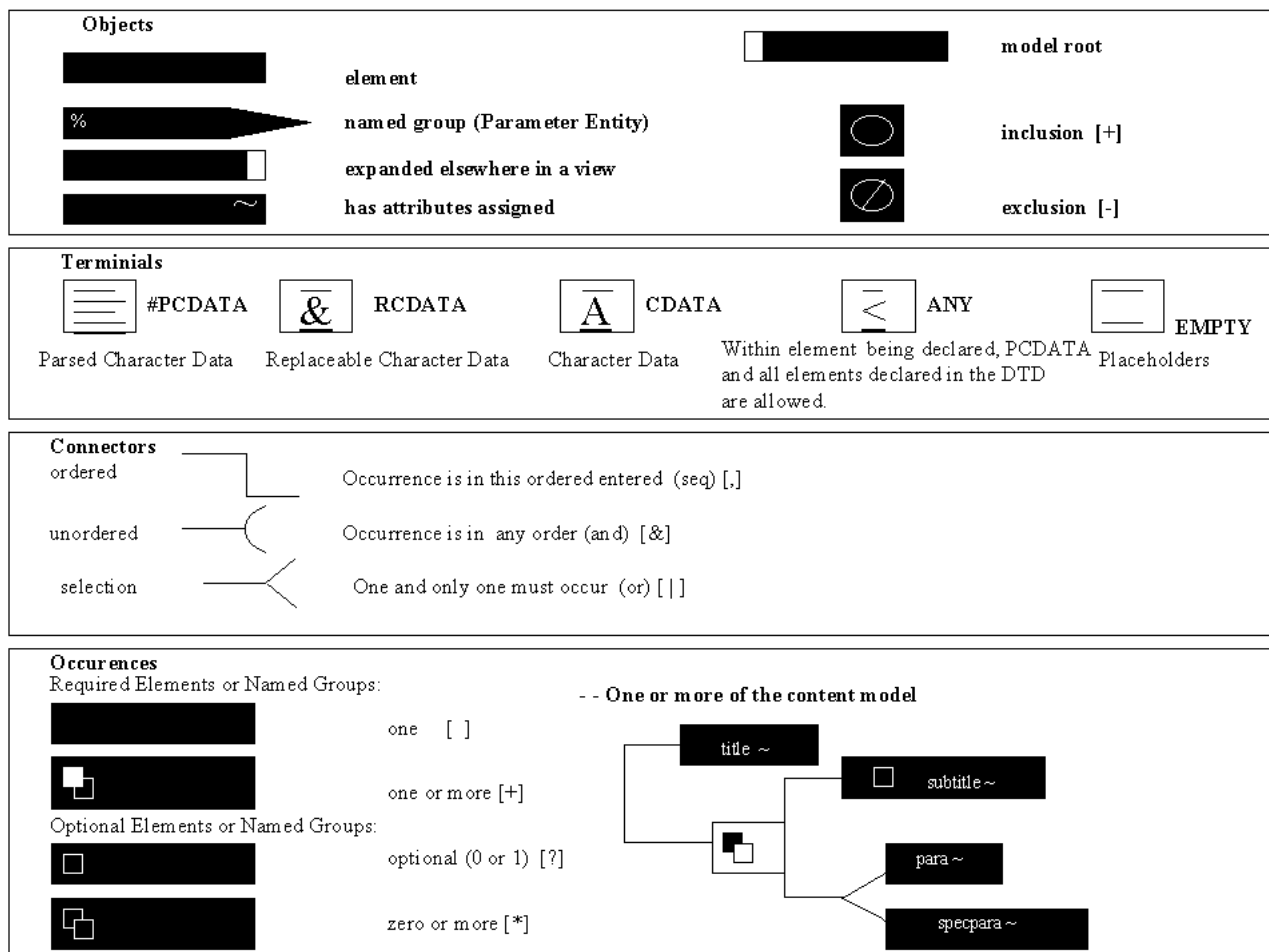 Objects
element
% named group (Parameter Entity)
expanded elsewhere in a view
~ has attributes assigned
model root
inclusion [+]
exclusion [-]
Terminials
#PCDATA
Parsed Character Data
& RCDATA
Replaceable Character Data
A CDATA
Character Data
< ANY
Within element being declared, PCDATA
and all elements declared in the DTD
are allowed.
EMPTY
Placeholders
Connectors
ordered Occurrence is in this ordered entered (seq) [,]
unordered Occurrence is in any order (and) [&]
selection One and only one must occur (or) [ | ]
Occurences
Required Elements or Named Groups:
one [ ]
one or more [+]
Optional Elements or Named Groups:
optional (0 or 1) [?]
zero or more [*]
- - One or more of the content model
title ~
subtitle ~
para ~
specpara ~